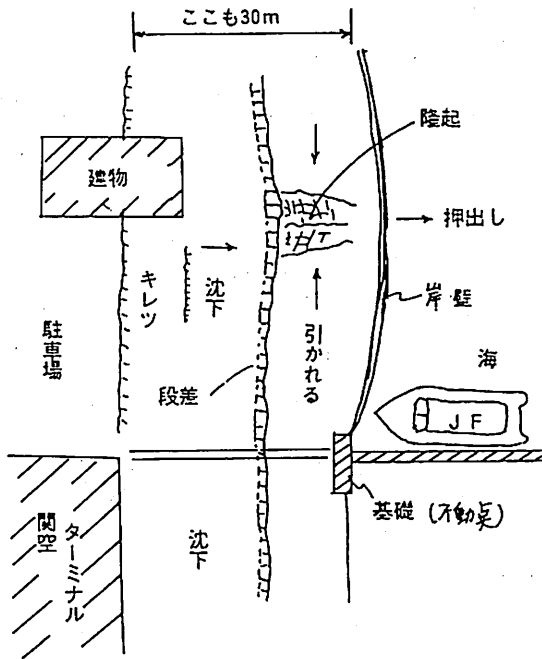 ここも30m
隆起
建物
押出し
キレツ
沈下
岸壁
引かれる
駐車場
海
段差
JF
基礎(不動点)
関空
ターミナル
沈下